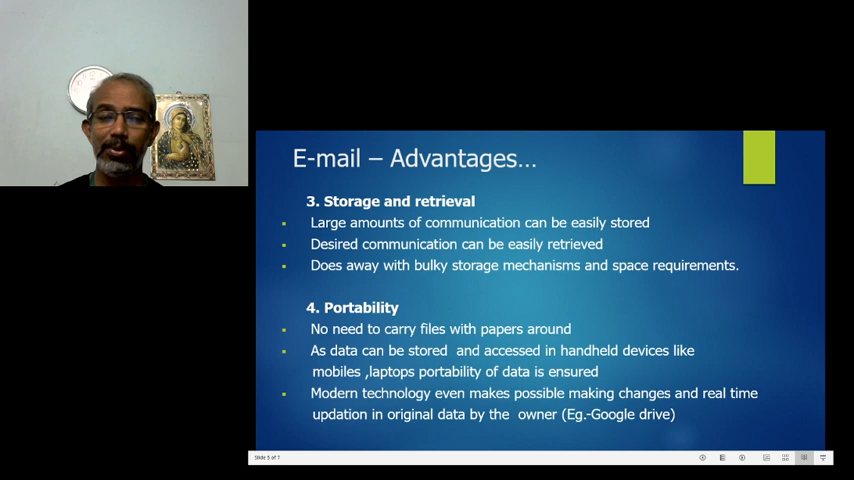 E-mail – Advantages...
3. Storage and retrieval
Large amounts of communication can be easily stored
Desired communication can be easily retrieved
Does away with bulky storage mechanisms and space requirements.
4. Portability
No need to carry files with papers around
As data can be stored and accessed in handheld devices like
mobiles ,laptops portability of data is ensured
Modern technology even makes possible making changes and real time
updation in original data by the owner (Eg.-Google drive)
Slide 5 of 7